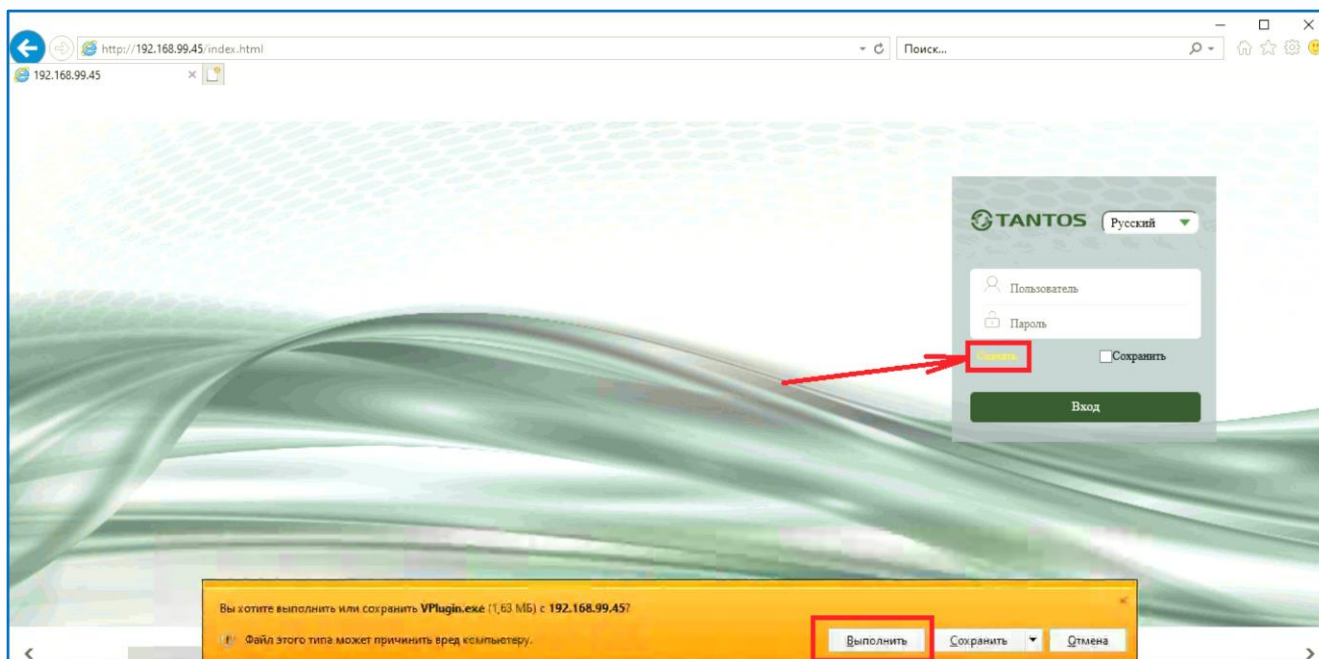 http://192.168.99.45/index.html
Поиск...
192.168.99.45
TANTOS
Русский
Пользователь
Пароль
Скачать
Сохранить
Вход
Вы хотите выполнить или сохранить VPlugin.exe (1,63 МБ) с 192.168.99.45?
Файл этого типа может причинить вред компьютеру.
Выполнить
Сохранить
Отмена